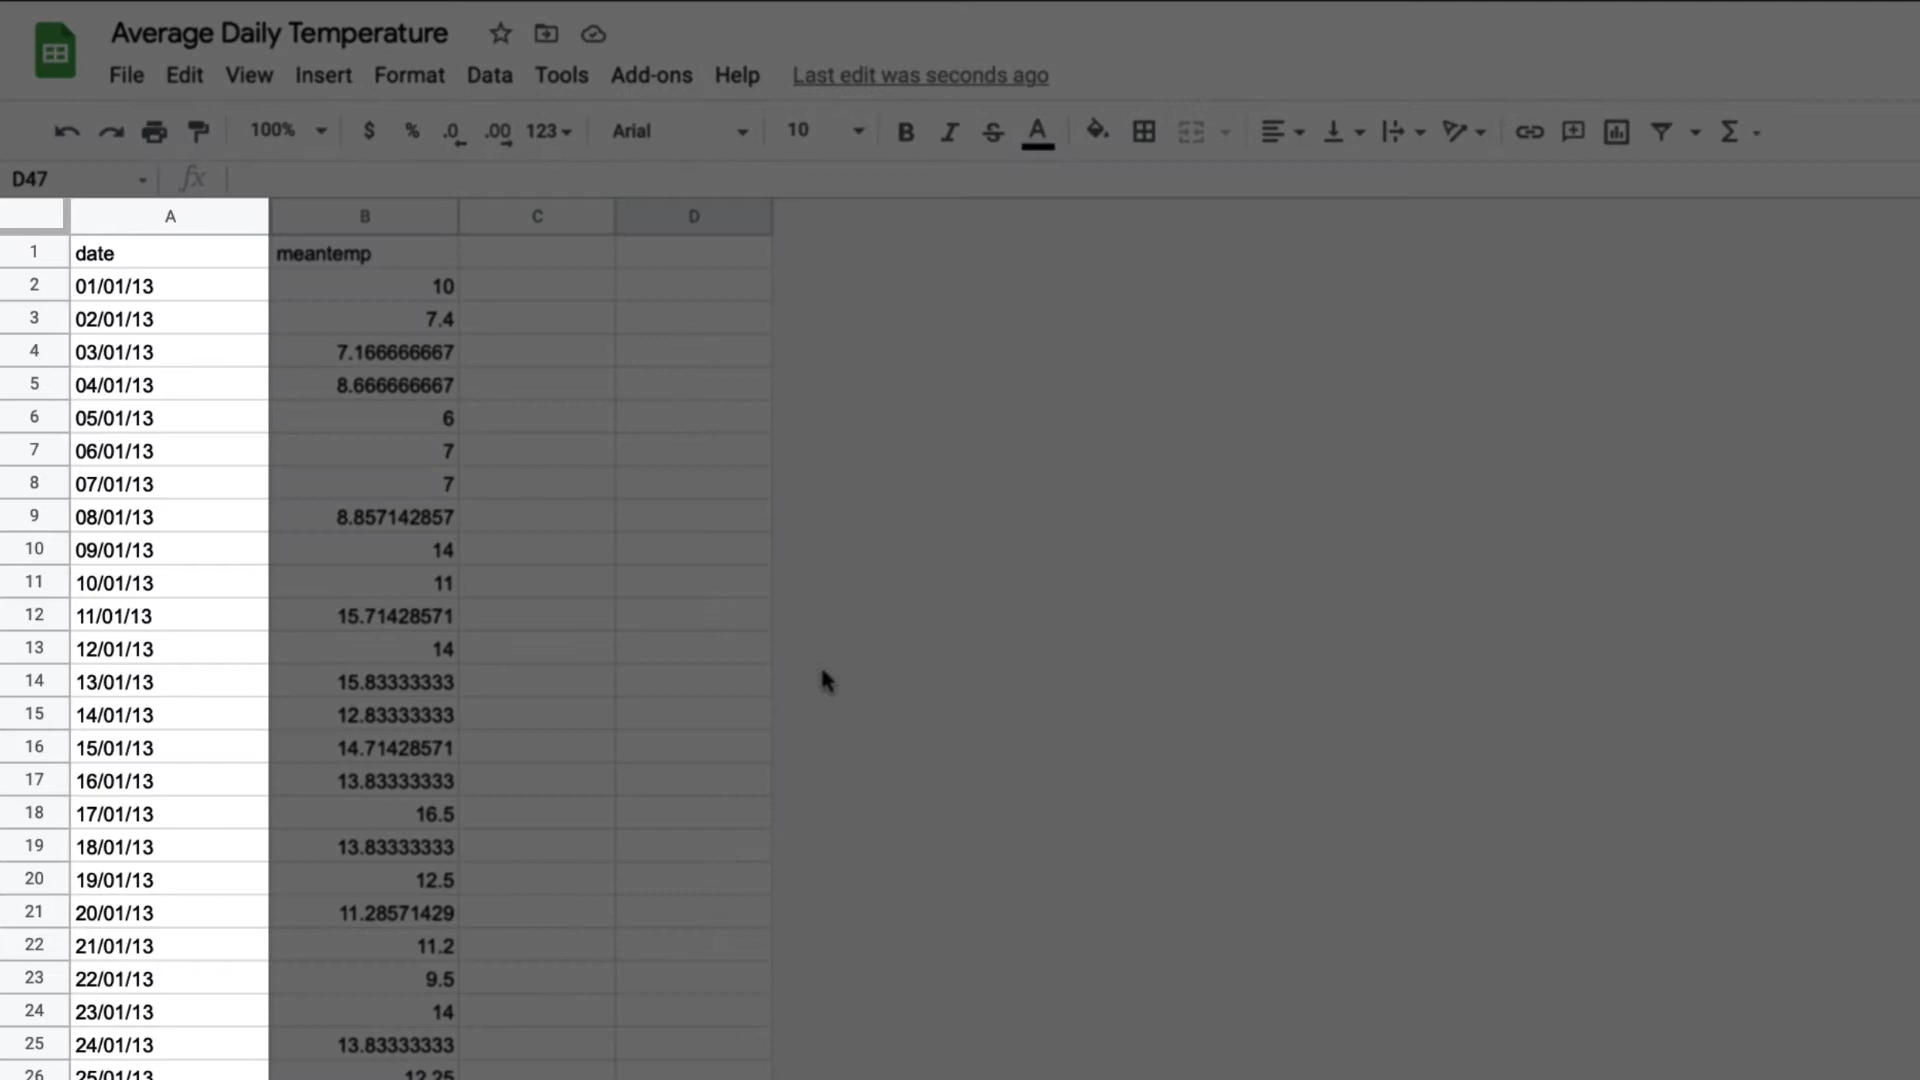 Average Daily Temperature
File Edit View Insert Format Data Tools Add-ons Help Last edit was seconds ago
100% $ % .0 .00 123 Arial 10 B I S A Σ
D47 fx
A B C D
1 date meantemp
2 01/01/13 10
3 02/01/13 7.4
4 03/01/13 7.166666667
5 04/01/13 8.666666667
6 05/01/13 6
7 06/01/13 7
8 07/01/13 7
9 08/01/13 8.857142857
10 09/01/13 14
11 10/01/13 11
12 11/01/13 15.71428571
13 12/01/13 14
14 13/01/13 15.83333333
15 14/01/13 12.83333333
16 15/01/13 14.71428571
17 16/01/13 13.83333333
18 17/01/13 16.5
19 18/01/13 13.83333333
20 19/01/13 12.5
21 20/01/13 11.28571429
22 21/01/13 11.2
23 22/01/13 9.5
24 23/01/13 14
25 24/01/13 13.83333333
26 25/01/13 12.25